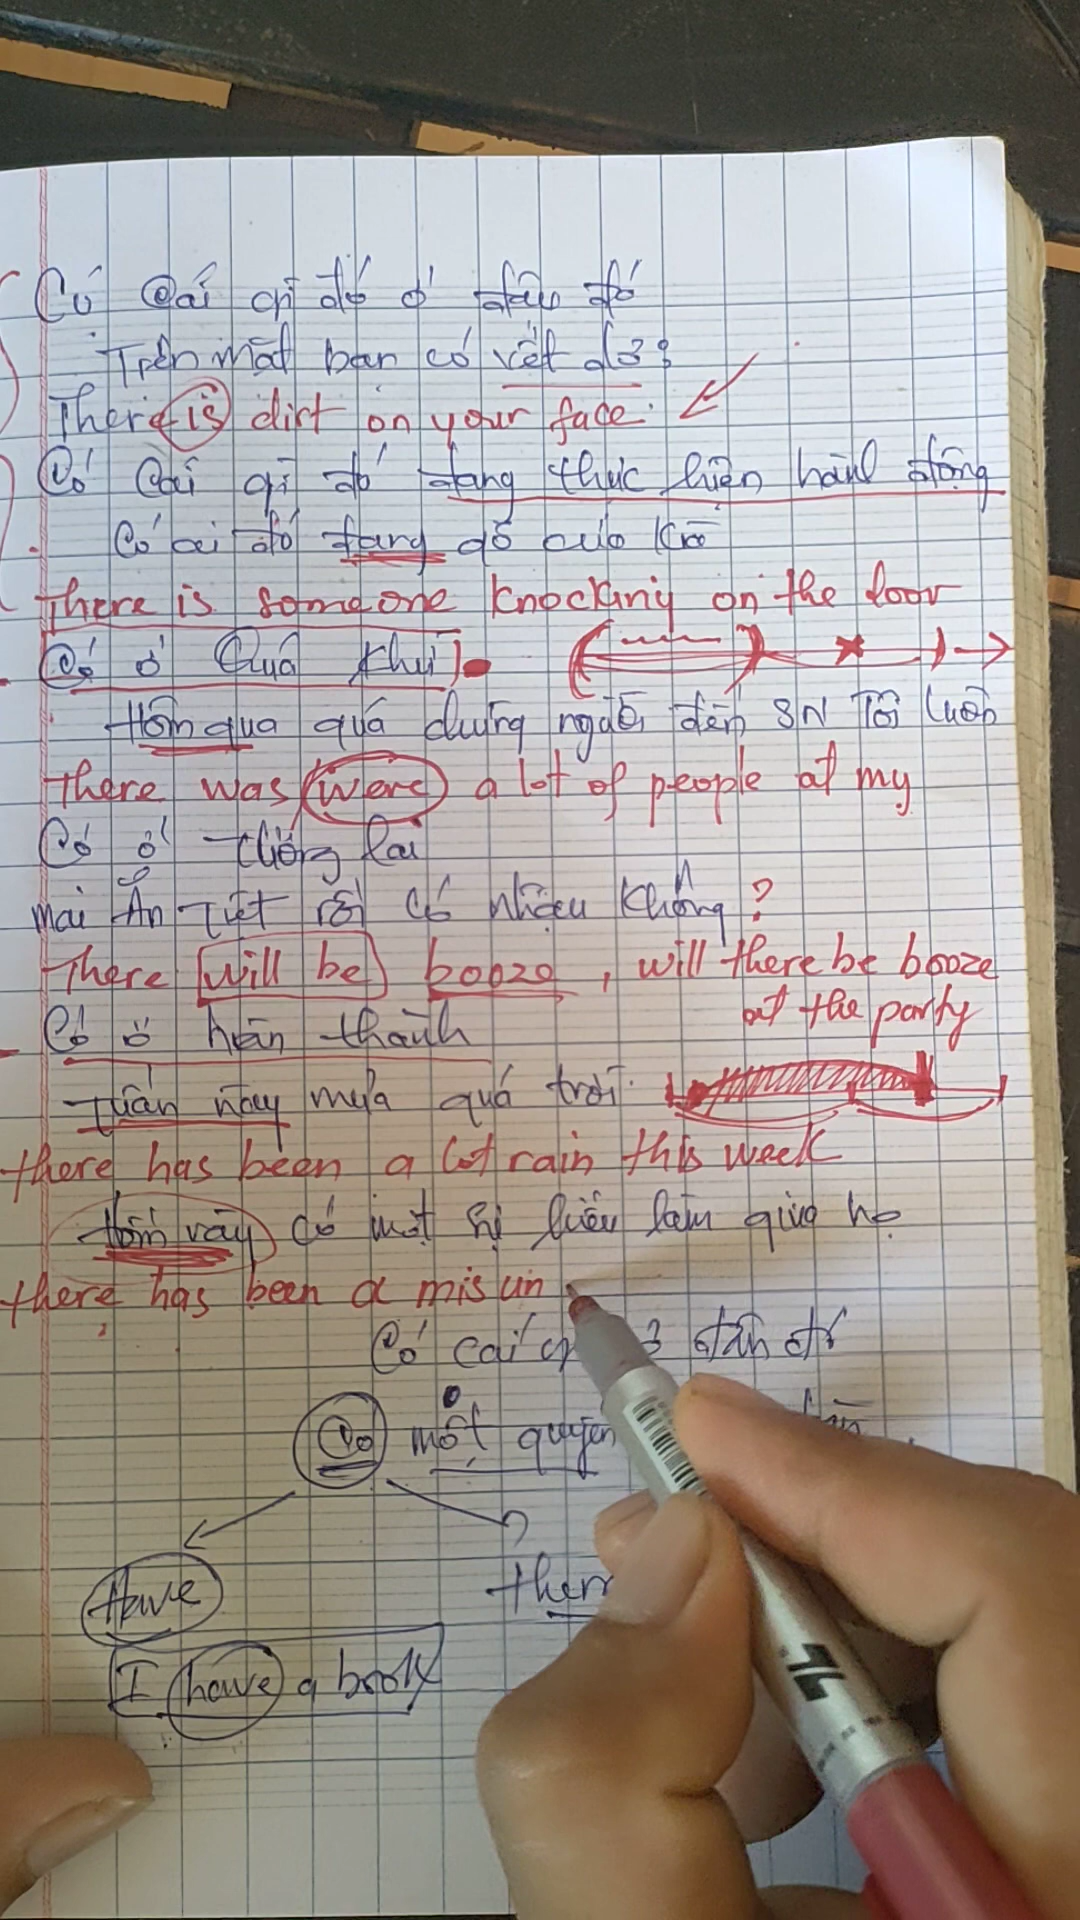 Có cái gì đó ở đâu đó
Trên mặt bạn có vết dơ
There is dirt on your face.
Có cái gì đó đang thực hiện hành động
Có ai đó đang gõ cửa kìa
There is someone knocking on the door
Có ở Quá khứ
Hôm qua quá chừng người đến SN Tôi luôn
There was were a lot of people at my
Có ở tương lai
mai Ăn Tiệt rồi có nhậu không?
There will be booze, will there be booze
at the party
Có ở hoàn thành
Tuần này mưa quá trời
there has been a lot rain this week
có một sự hiểu lầm giữa họ
there has been a mis un
Có cái ở đâu đó
Có một quyển
Have
I have a book